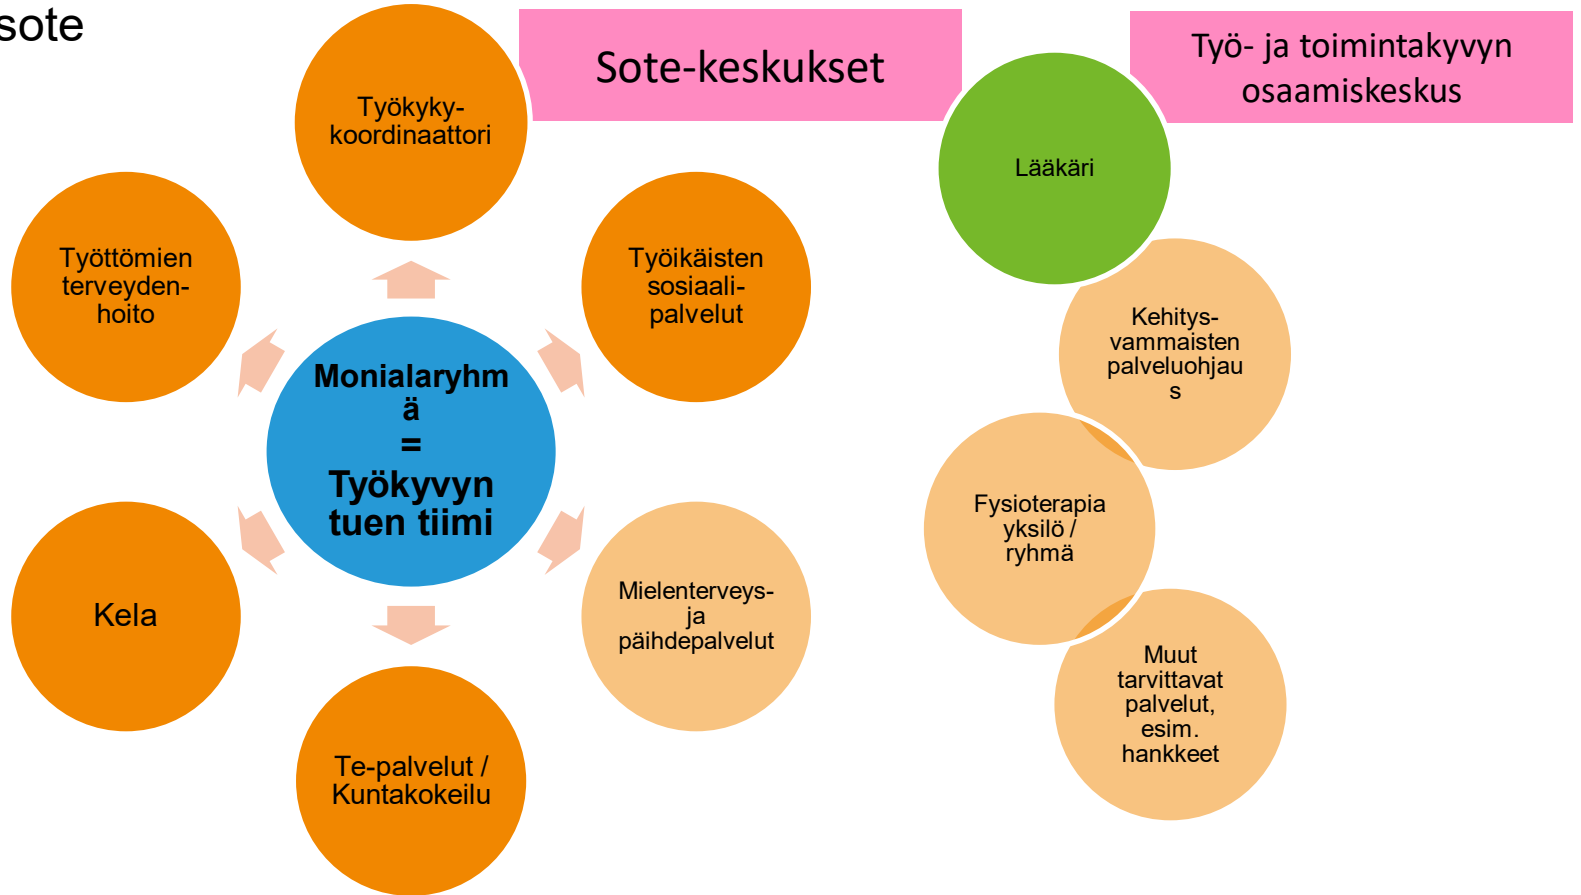 sote
Sote-keskukset
Työ- ja toimintakyvyn
osaamiskeskus
Työkyky-
koordinaattori
Työikäisten
sosiaali-
palvelut
Mielenterveys-
ja
päihdepalvelut
Te-palvelut /
Kuntakokeilu
Kela
Työttömien
terveyden-
hoito
Monialaryhm
ä
=
Työkyvyn
tuen tiimi
Lääkäri
Kehitys-
vammaisten
palveluohjau
s
Fysioterapia
yksilö /
ryhmä
Muut
tarvittavat
palvelut,
esim.
hankkeet